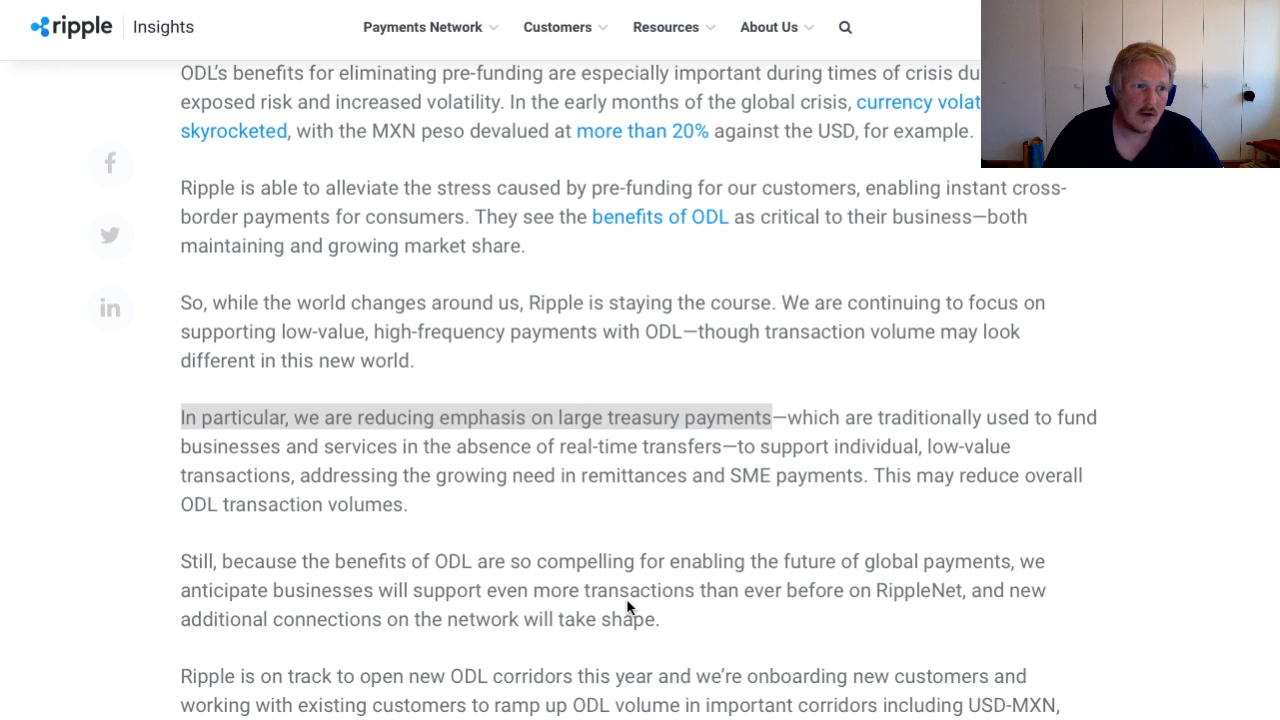 ripple Insights Payments Network Customers Resources About Us
ODL's benefits for eliminating pre-funding are especially important during times of crisis du
exposed risk and increased volatility. In the early months of the global crisis, currency volat
skyrocketed, with the MXN peso devalued at more than 20% against the USD, for example.
Ripple is able to alleviate the stress caused by pre-funding for our customers, enabling instant cross-
border payments for consumers. They see the benefits of ODL as critical to their business—both
maintaining and growing market share.
So, while the world changes around us, Ripple is staying the course. We are continuing to focus on
supporting low-value, high-frequency payments with ODL—though transaction volume may look
different in this new world.
In particular, we are reducing emphasis on large treasury payments—which are traditionally used to fund
businesses and services in the absence of real-time transfers—to support individual, low-value
transactions, addressing the growing need in remittances and SME payments. This may reduce overall
ODL transaction volumes.
Still, because the benefits of ODL are so compelling for enabling the future of global payments, we
anticipate businesses will support even more transactions than ever before on RippleNet, and new
additional connections on the network will take shape.
Ripple is on track to open new ODL corridors this year and we're onboarding new customers and
working with existing customers to ramp up ODL volume in important corridors including USD-MXN,